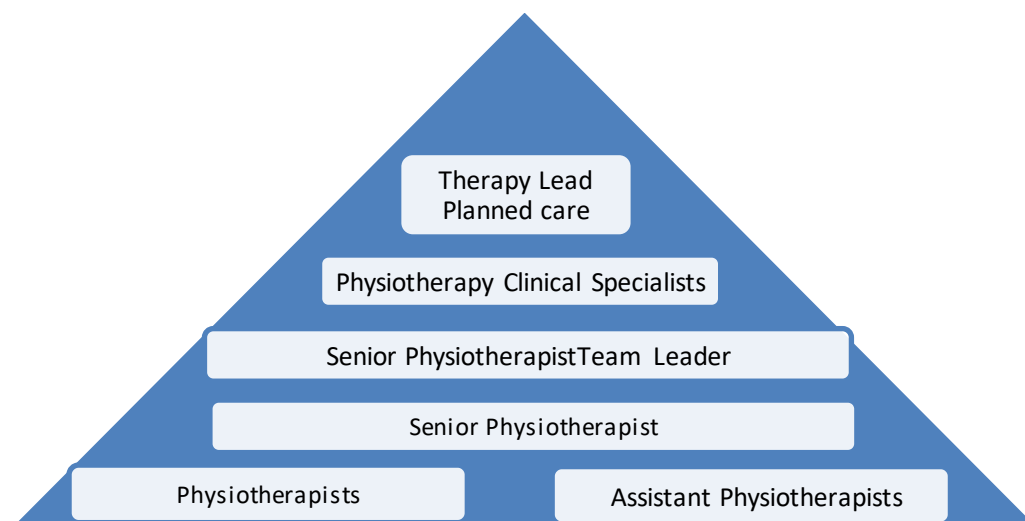 Therapy Lead
Planned care
Physiotherapy Clinical Specialists
Senior PhysiotherapistTeam Leader
Senior Physiotherapist
Physiotherapists
Assistant Physiotherapists